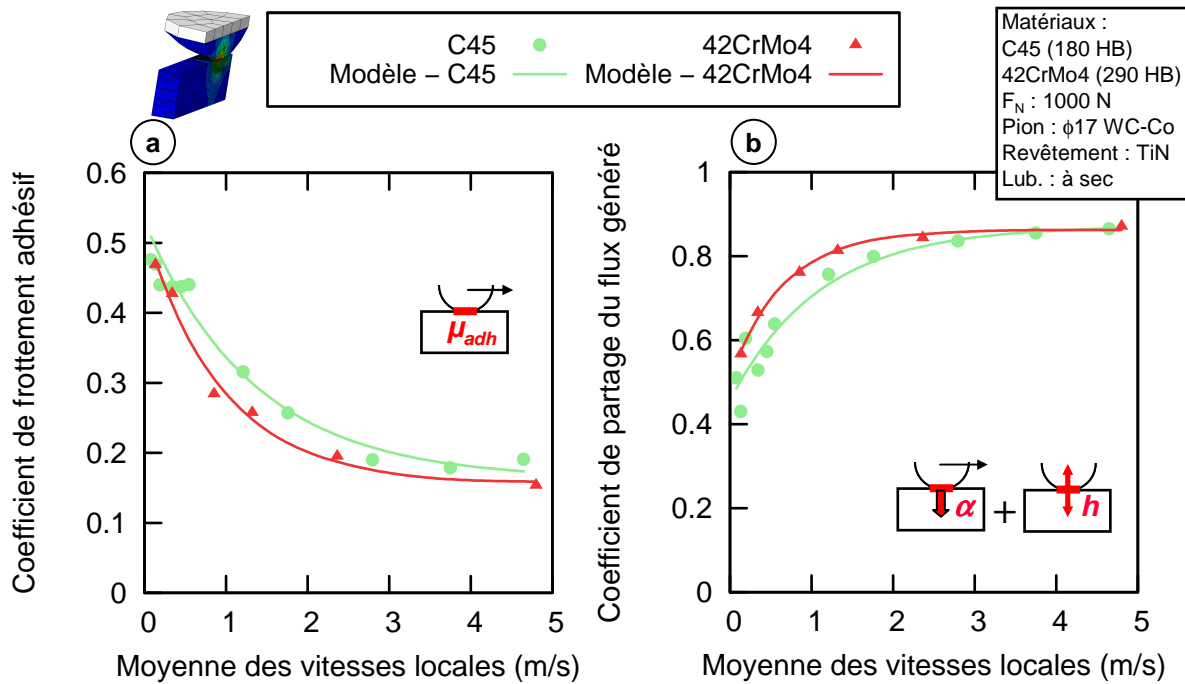 C45
42CrMo4
Modèle – C45
Modèle – 42CrMo4
Matériaux :
C45 (180 HB)
42CrMo4 (290 HB)
FN : 1000 N
Pion : ϕ17 WC-Co
Revêtement : TiN
Lub. : à sec
a
Coefficient de frottement adhésif
0.6
0.5
0.4
0.3
0.2
0.1
0
μadh
0 1 2 3 4 5
Moyenne des vitesses locales (m/s)
b
Coefficient de partage du flux généré
1
0.8
0.6
0.4
0.2
0
α + h
0 1 2 3 4 5
Moyenne des vitesses locales (m/s)